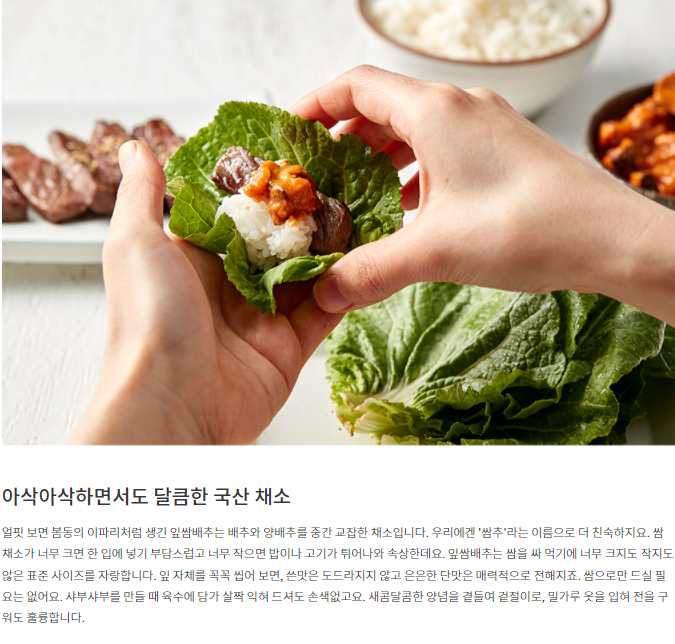 아삭아삭하면서도 달큼한 국산 채소
얼핏 보면 봄동의 이파리처럼 생긴 잎쌈배추는 배추와 양배추를 중간 교잡한 채소입니다. 우리에겐 '쌈추'라는 이름으로 더 친숙하지요. 쌈
채소가 너무 크면 한 입에 넣기 부담스럽고 너무 작으면 밥이나 고기가 튀어나와 속상한데요. 잎쌈배추는 쌈을 싸 먹기에 너무 크지도 작지도
않은 표준 사이즈를 자랑합니다. 잎 자체를 꼭꼭 씹어 보면, 쓴맛은 도드라지지 않고 은은한 단맛은 매력적으로 전해지죠. 쌈으로만 드실 필
요는 없어요. 샤부샤부를 만들 때 육수에 담가 살짝 익혀 드셔도 손색없고요. 새콤달콤한 양념을 곁들여 겉절이로, 밀가루 옷을 입혀 전을 구
워도 훌륭합니다.